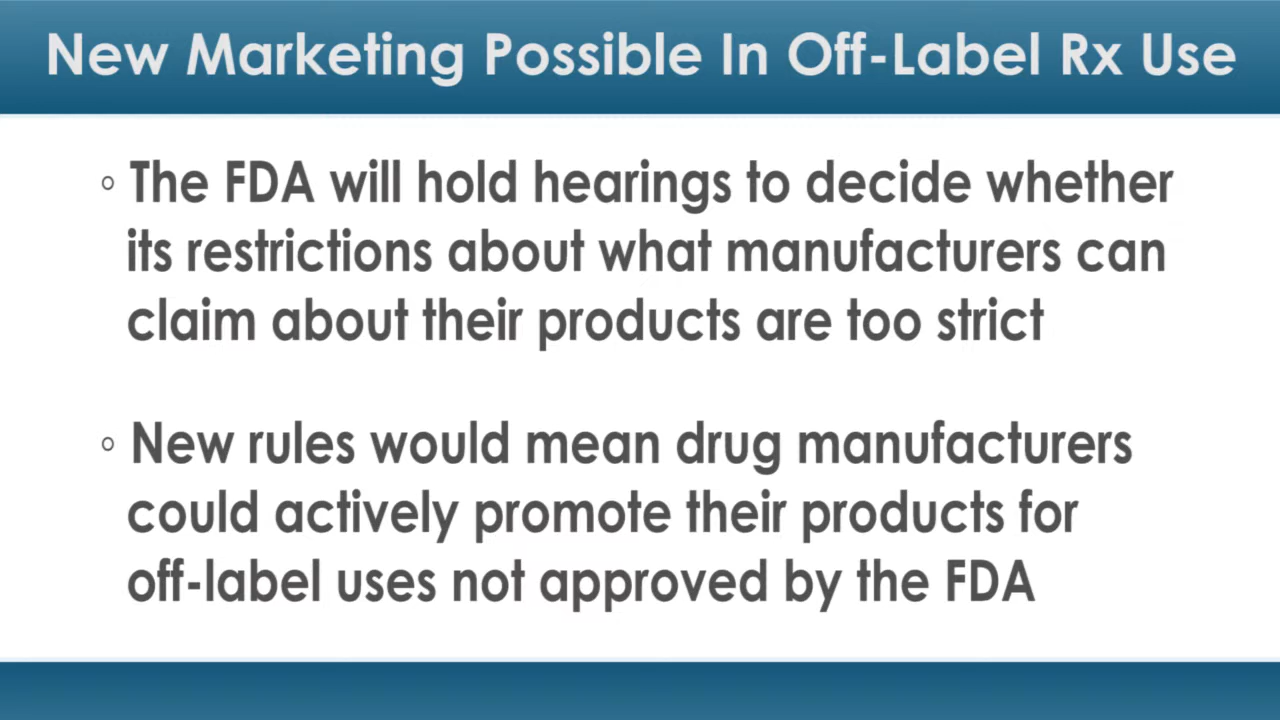 New Marketing Possible In Off-Label Rx Use
◦ The FDA will hold hearings to decide whether
its restrictions about what manufacturers can
claim about their products are too strict
◦ New rules would mean drug manufacturers
could actively promote their products for
off-label uses not approved by the FDA